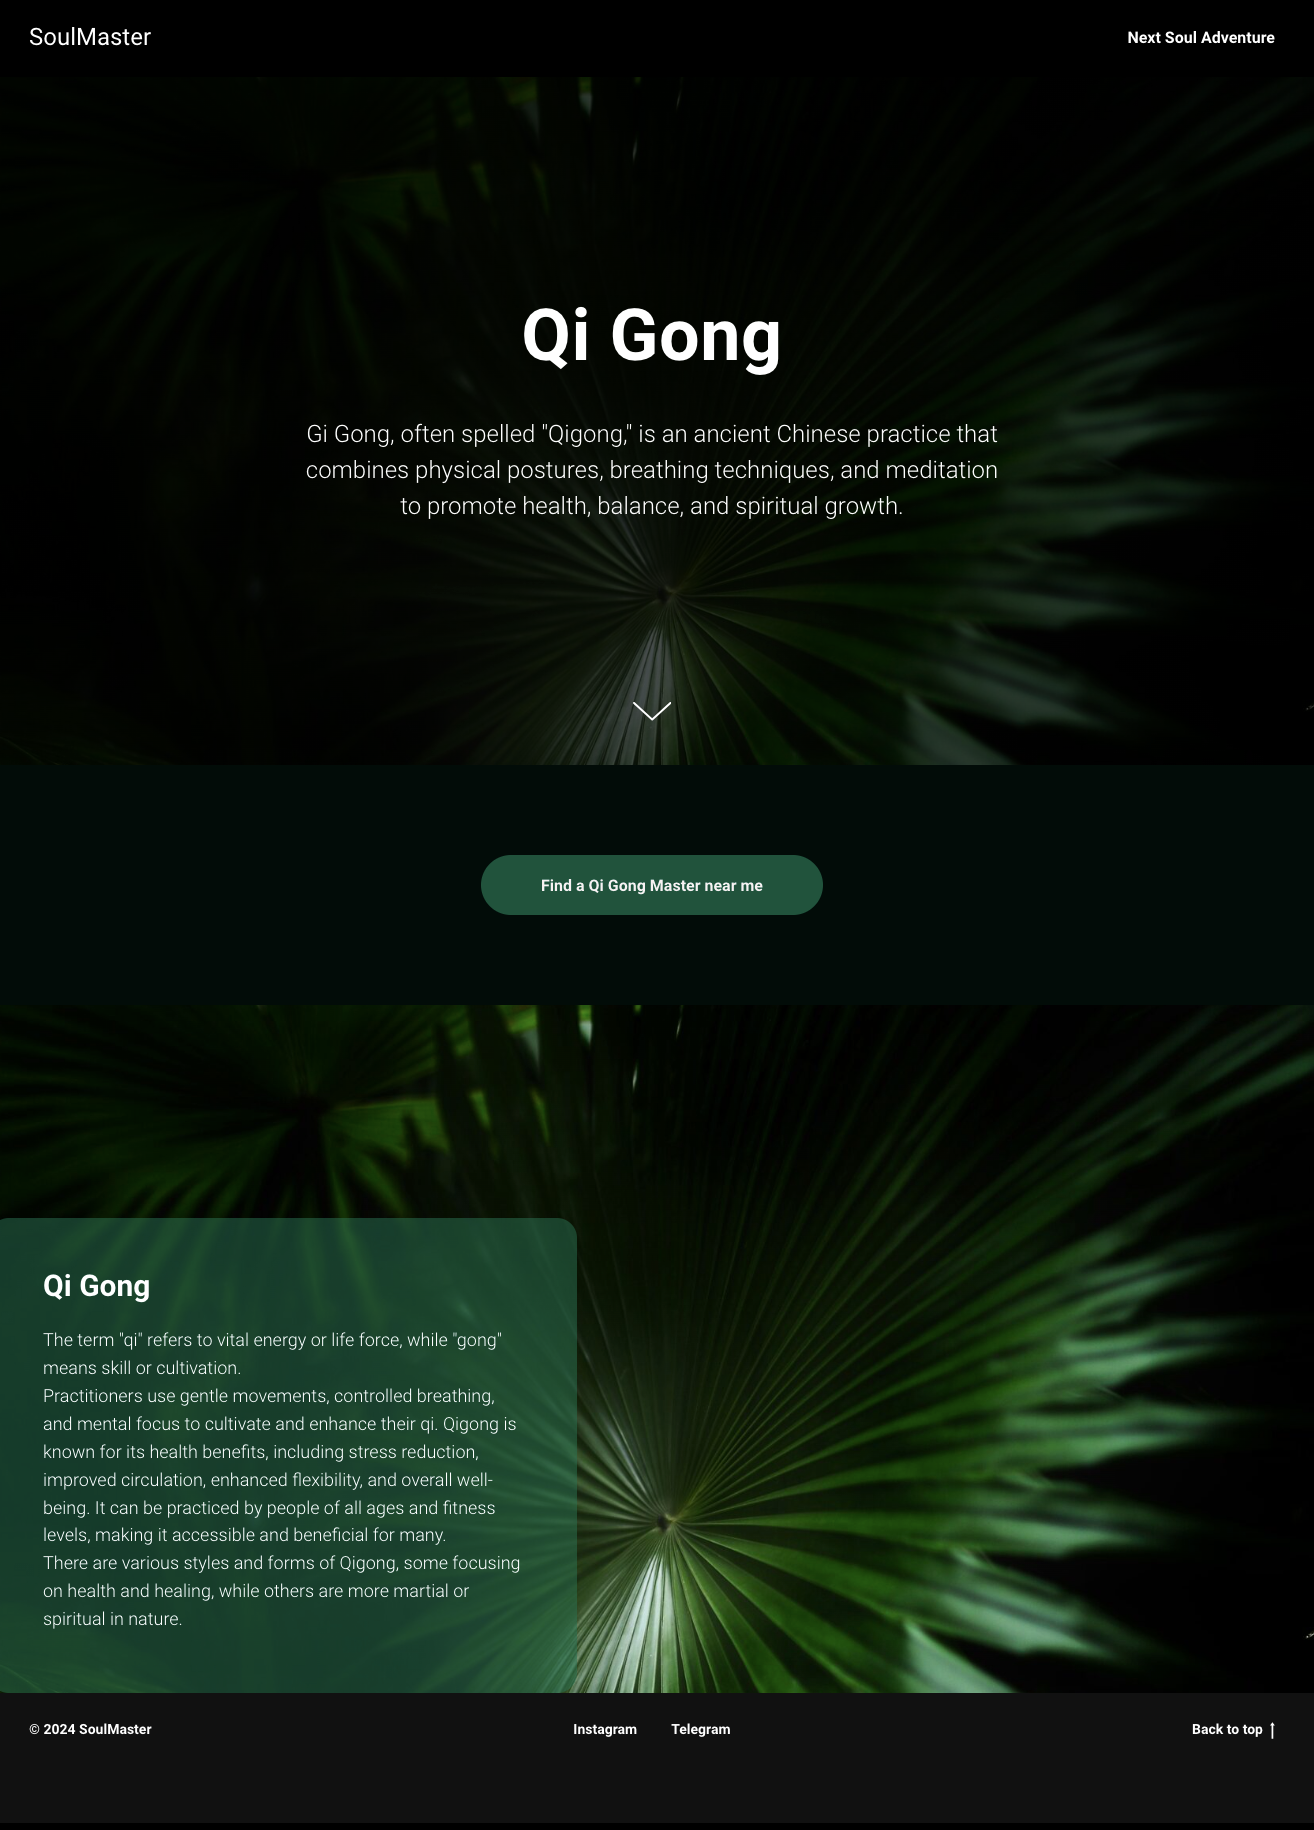 SoulMaster
Next Soul Adventure
Qi Gong
Gi Gong, often spelled "Qigong," is an ancient Chinese practice that
combines physical postures, breathing techniques, and meditation
to promote health, balance, and spiritual growth.
Find a Qi Gong Master near me
Qi Gong
The term "qi" refers to vital energy or life force, while "gong"
means skill or cultivation.
Practitioners use gentle movements, controlled breathing,
and mental focus to cultivate and enhance their qi. Qigong is
known for its health benefits, including stress reduction,
improved circulation, enhanced flexibility, and overall well-
being. It can be practiced by people of all ages and fitness
levels, making it accessible and beneficial for many.
There are various styles and forms of Qigong, some focusing
on health and healing, while others are more martial or
spiritual in nature.
© 2024 SoulMaster
Instagram
Telegram
Back to top